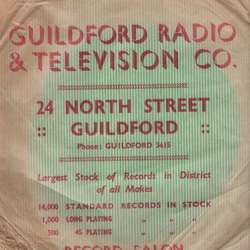 GUILDFORD RADIO
& TELEVISION CO.
24 NORTH STREET
:: GUILDFORD ::
Phone: GUILDFORD 3615
Largest Stock of Records in District
of all Makes
14,000 STANDARD RECORDS IN STOCK
1,000 LONG PLAYING " " "
500 45 PLATING " " "
RECORD SALON